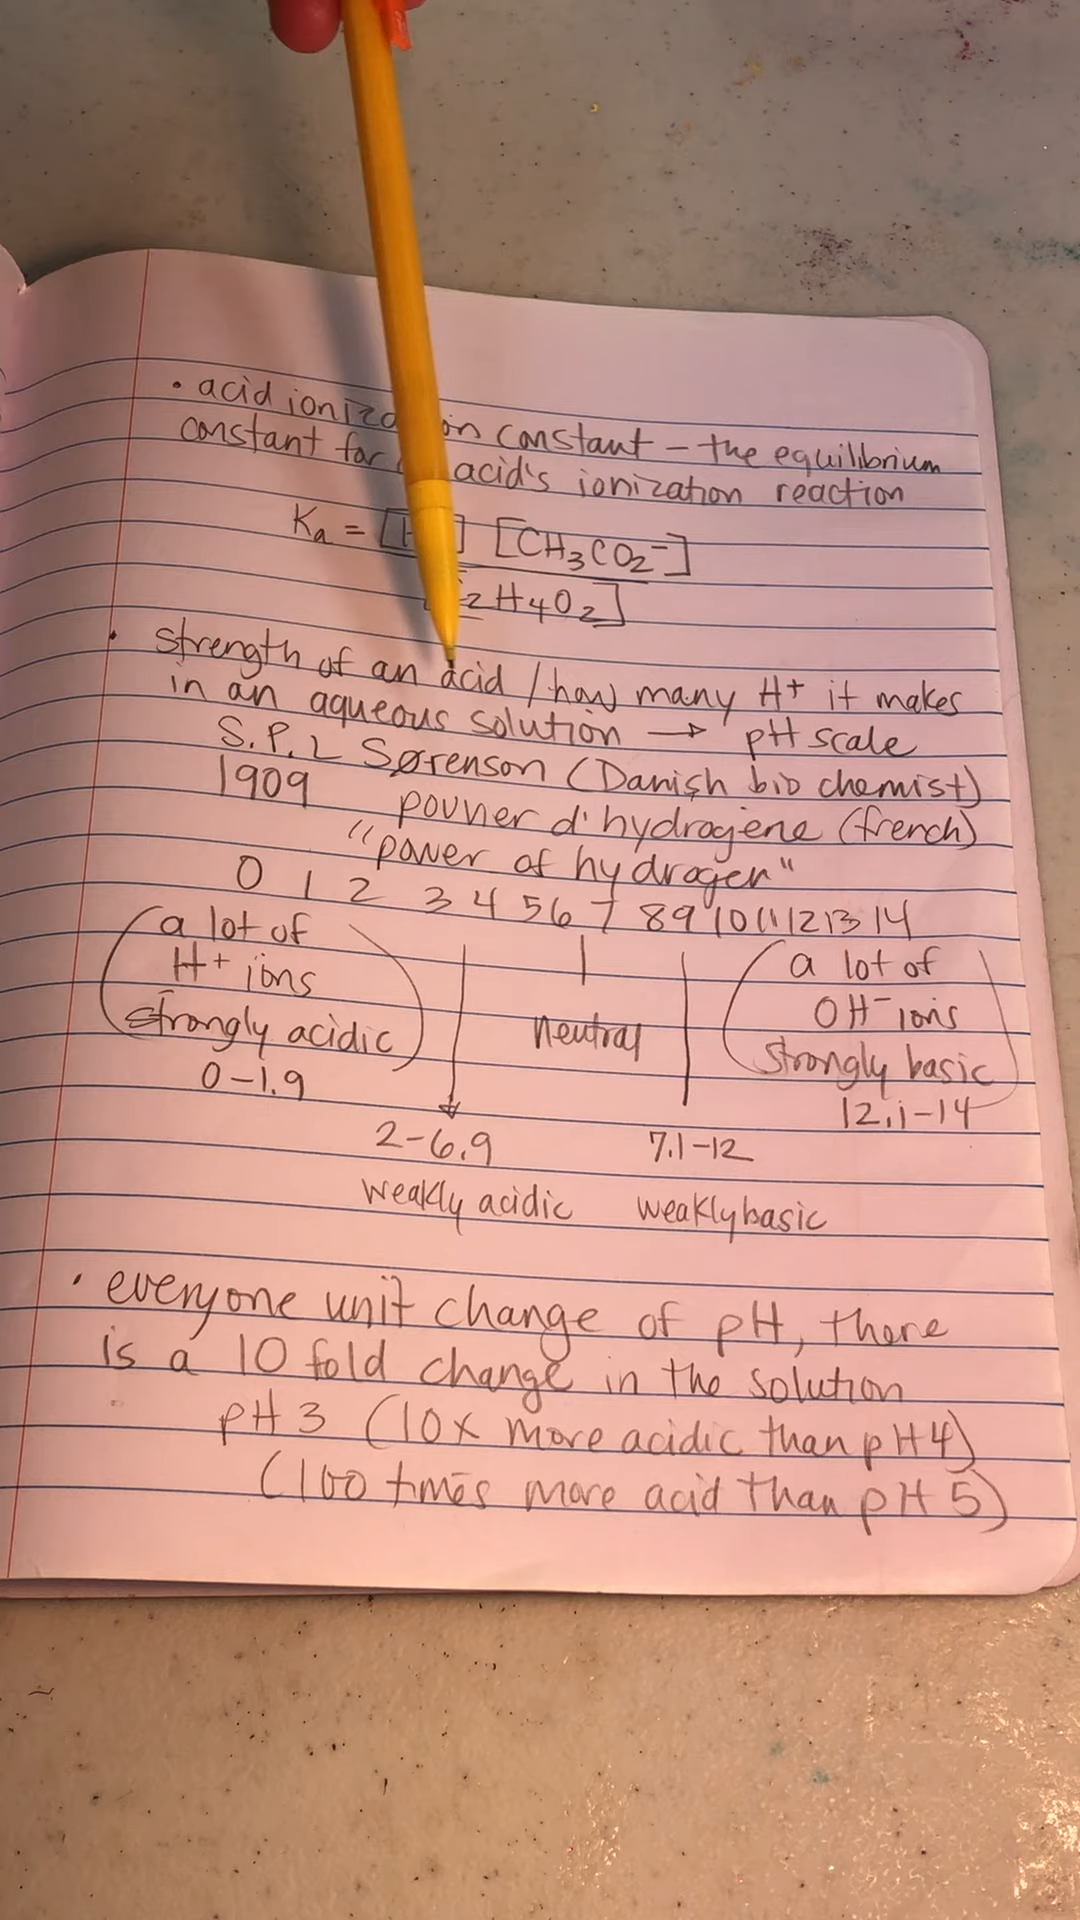 • acid ionization constant - the equilibrium
constant for acid's ionization reaction
Ka = [H+] [CH3CO2-]
[C2H4O2]
• strength of an acid / how many H+ it makes
in an aqueous solution → pH scale
S.P.L Sørenson (Danish bio chemist)
1909 pouner d'hydrogène (french)
"power of hydrogen"
0 1 2 3 4 5 6 7 8 9 10 11 12 13 14
a lot of
H+ ions
strongly acidic
0-1.9
neutral
a lot of
OH- ions
strongly basic
12.1-14
2-6.9
7.1-12
weakly acidic
weakly basic
• everyone unit change of pH, there
is a 10 fold change in the solution
pH 3 (10x more acidic than pH 4)
(100 times more acid than pH 5)